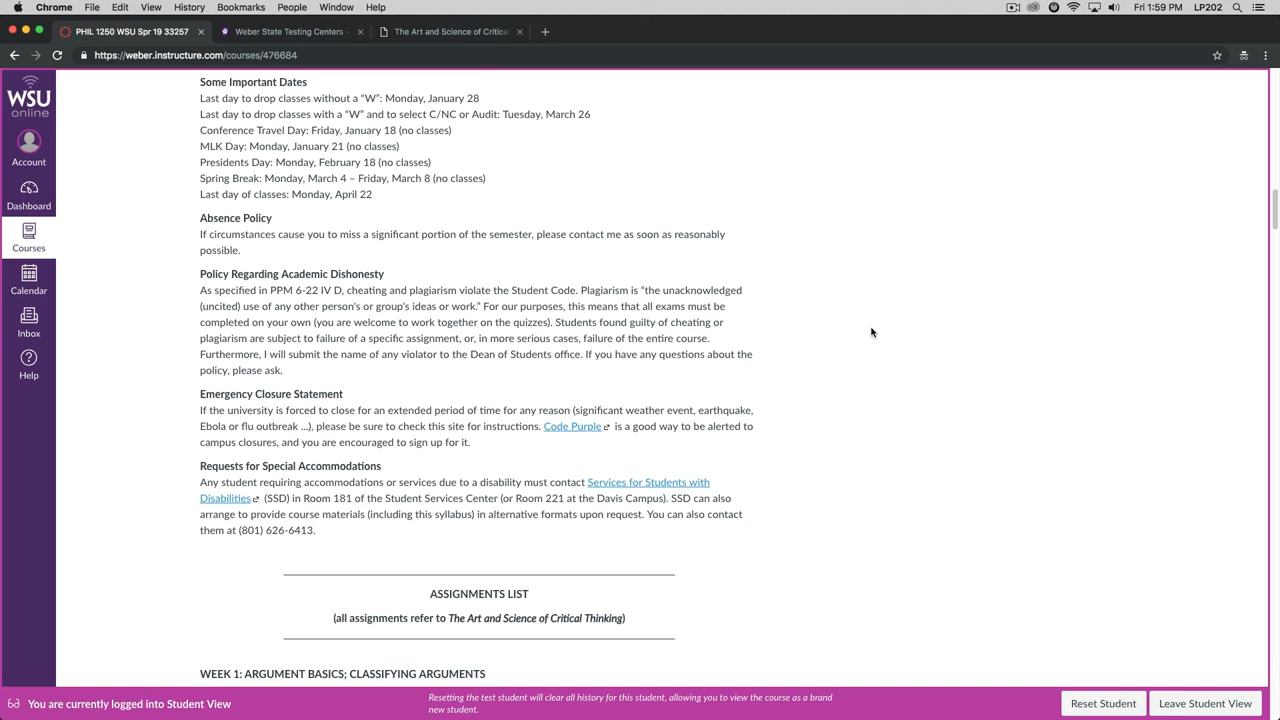 Chrome File Edit View History Bookmarks People Window Help Fri 1:59 PM LP202
PHIL 1250 WSU Spr 19 33257 × Weber State Testing Centers × The Art and Science of Critica × +
https://weber.instructure.com/courses/476684
WSU
online
Account
Dashboard
Courses
Calendar
Inbox
Help
Some Important Dates
Last day to drop classes without a “W”: Monday, January 28
Last day to drop classes with a “W” and to select C/NC or Audit: Tuesday, March 26
Conference Travel Day: Friday, January 18 (no classes)
MLK Day: Monday, January 21 (no classes)
Presidents Day: Monday, February 18 (no classes)
Spring Break: Monday, March 4 – Friday, March 8 (no classes)
Last day of classes: Monday, April 22
Absence Policy
If circumstances cause you to miss a significant portion of the semester, please contact me as soon as reasonably
possible.
Policy Regarding Academic Dishonesty
As specified in PPM 6-22 IV D, cheating and plagiarism violate the Student Code. Plagiarism is “the unacknowledged
(uncited) use of any other person's or group's ideas or work.” For our purposes, this means that all exams must be
completed on your own (you are welcome to work together on the quizzes). Students found guilty of cheating or
plagiarism are subject to failure of a specific assignment, or, in more serious cases, failure of the entire course.
Furthermore, I will submit the name of any violator to the Dean of Students office. If you have any questions about the
policy, please ask.
Emergency Closure Statement
If the university is forced to close for an extended period of time for any reason (significant weather event, earthquake,
Ebola or flu outbreak ...), please be sure to check this site for instructions. Code Purple is a good way to be alerted to
campus closures, and you are encouraged to sign up for it.
Requests for Special Accommodations
Any student requiring accommodations or services due to a disability must contact Services for Students with
Disabilities (SSD) in Room 181 of the Student Services Center (or Room 221 at the Davis Campus). SSD can also
arrange to provide course materials (including this syllabus) in alternative formats upon request. You can also contact
them at (801) 626-6413.
ASSIGNMENTS LIST
(all assignments refer to The Art and Science of Critical Thinking)
WEEK 1: ARGUMENT BASICS; CLASSIFYING ARGUMENTS
You are currently logged into Student View
Resetting the test student will clear all history for this student, allowing you to view the course as a brand
new student.
Reset Student
Leave Student View